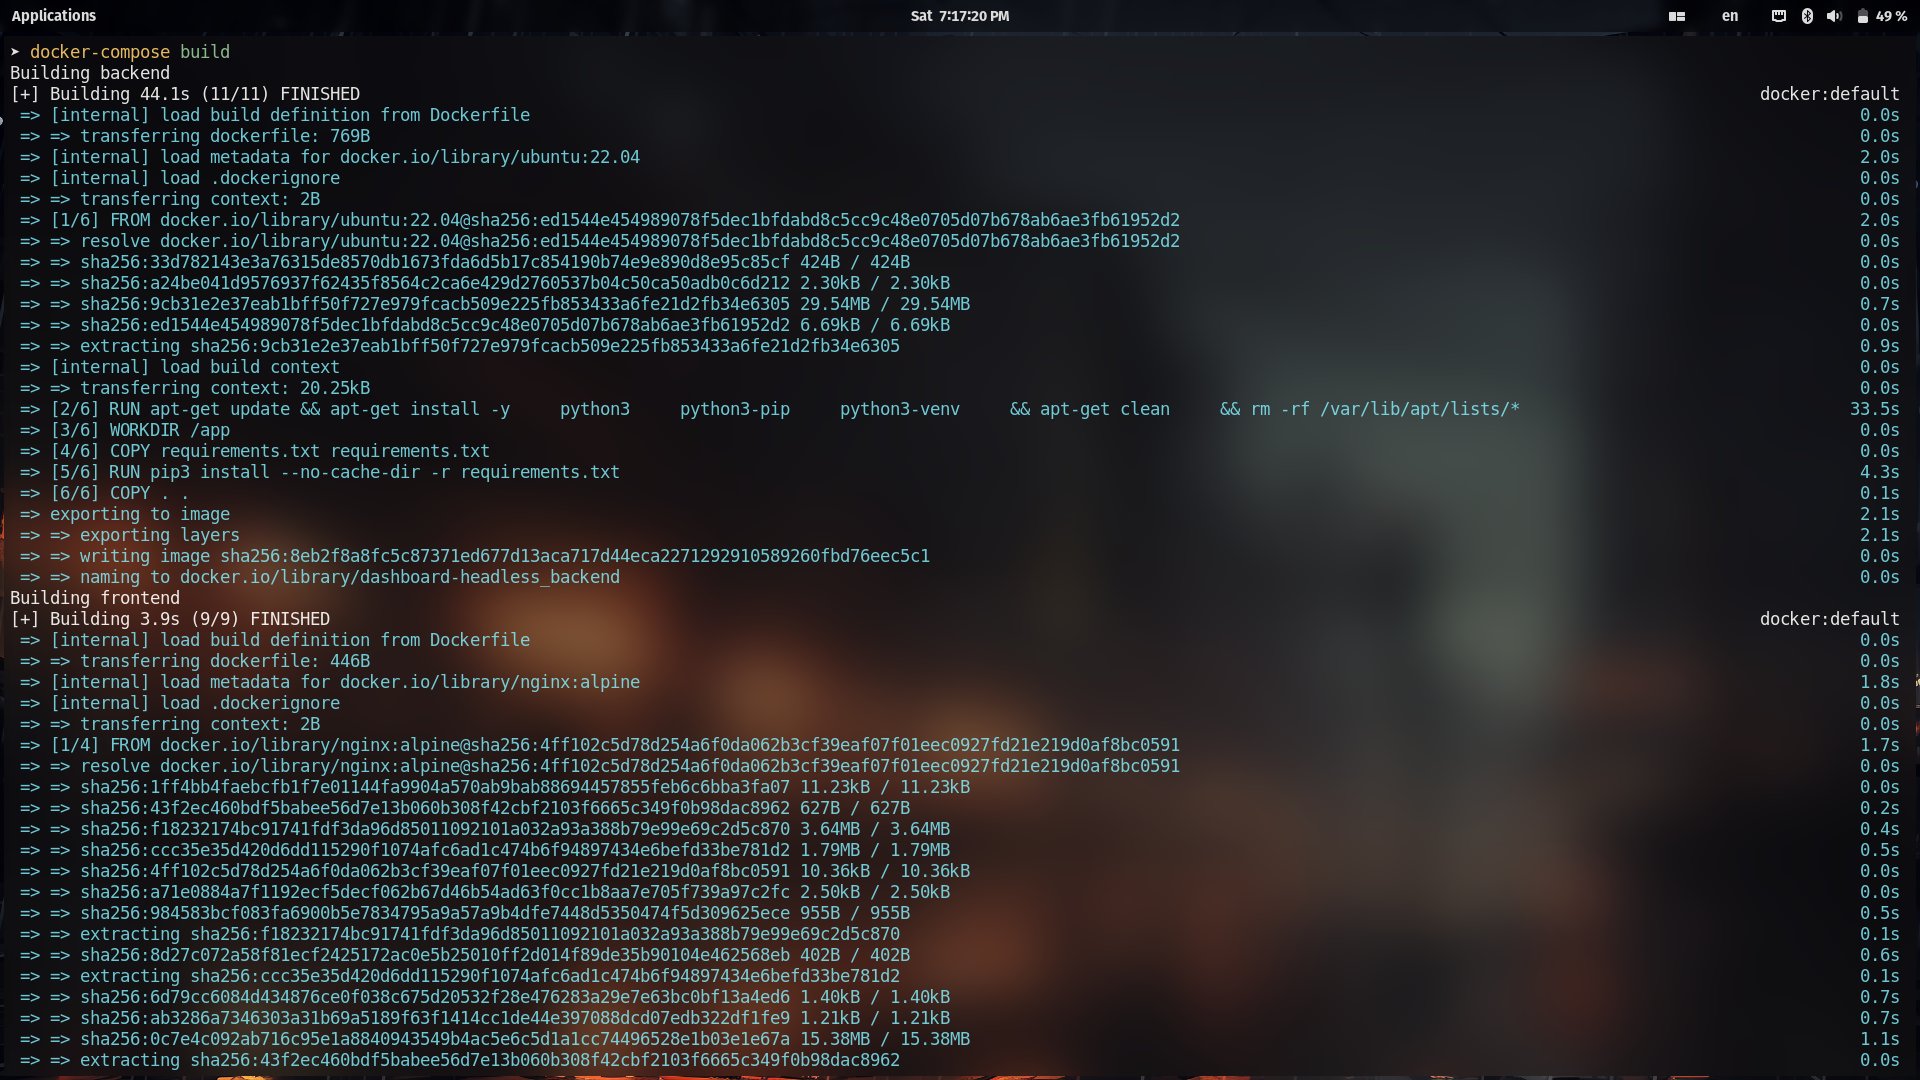 Applications
Sat 7:17:20 PM
en
49 %
➤ docker-compose build
Building backend
[+] Building 44.1s (11/11) FINISHED docker:default
=> [internal] load build definition from Dockerfile 0.0s
=> => transferring dockerfile: 769B 0.0s
=> [internal] load metadata for docker.io/library/ubuntu:22.04 2.0s
=> [internal] load .dockerignore 0.0s
=> => transferring context: 2B 0.0s
=> [1/6] FROM docker.io/library/ubuntu:22.04@sha256:ed1544e454989078f5dec1bfdabd8c5cc9c48e0705d07b678ab6ae3fb61952d2 2.0s
=> => resolve docker.io/library/ubuntu:22.04@sha256:ed1544e454989078f5dec1bfdabd8c5cc9c48e0705d07b678ab6ae3fb61952d2 0.0s
=> => sha256:33d782143e3a76315de8570db1673fda6d5b17c854190b74e9e890d8e95c85cf 424B / 424B 0.0s
=> => sha256:a24be041d9576937f62435f8564c2ca6e429d2760537b04c50ca50adb0c6d212 2.30kB / 2.30kB 0.0s
=> => sha256:9cb31e2e37eab1bff50f727e979fcacb509e225fb853433a6fe21d2fb34e6305 29.54MB / 29.54MB 0.7s
=> => sha256:ed1544e454989078f5dec1bfdabd8c5cc9c48e0705d07b678ab6ae3fb61952d2 6.69kB / 6.69kB 0.0s
=> => extracting sha256:9cb31e2e37eab1bff50f727e979fcacb509e225fb853433a6fe21d2fb34e6305 0.9s
=> [internal] load build context 0.0s
=> => transferring context: 20.25kB 0.0s
=> [2/6] RUN apt-get update && apt-get install -y     python3     python3-pip     python3-venv     && apt-get clean     && rm -rf /var/lib/apt/lists/* 33.5s
=> [3/6] WORKDIR /app 0.0s
=> [4/6] COPY requirements.txt requirements.txt 0.0s
=> [5/6] RUN pip3 install --no-cache-dir -r requirements.txt 4.3s
=> [6/6] COPY . . 0.1s
=> exporting to image 2.1s
=> => exporting layers 2.1s
=> => writing image sha256:8eb2f8a8fc5c87371ed677d13aca717d44eca2271292910589260fbd76eec5c1 0.0s
=> => naming to docker.io/library/dashboard-headless_backend 0.0s
Building frontend
[+] Building 3.9s (9/9) FINISHED docker:default
=> [internal] load build definition from Dockerfile 0.0s
=> => transferring dockerfile: 446B 0.0s
=> [internal] load metadata for docker.io/library/nginx:alpine 1.8s
=> [internal] load .dockerignore 0.0s
=> => transferring context: 2B 0.0s
=> [1/4] FROM docker.io/library/nginx:alpine@sha256:4ff102c5d78d254a6f0da062b3cf39eaf07f01eec0927fd21e219d0af8bc0591 1.7s
=> => resolve docker.io/library/nginx:alpine@sha256:4ff102c5d78d254a6f0da062b3cf39eaf07f01eec0927fd21e219d0af8bc0591 0.0s
=> => sha256:1ff4bb4faebcfb1f7e01144fa9904a570ab9bab88694457855feb6c6bba3fa07 11.23kB / 11.23kB 0.0s
=> => sha256:43f2ec460bdf5babee56d7e13b060b308f42cbf2103f6665c349f0b98dac8962 627B / 627B 0.2s
=> => sha256:f18232174bc91741fdf3da96d85011092101a032a93a388b79e99e69c2d5c870 3.64MB / 3.64MB 0.4s
=> => sha256:ccc35e35d420d6dd115290f1074afc6ad1c474b6f94897434e6befd33be781d2 1.79MB / 1.79MB 0.5s
=> => sha256:4ff102c5d78d254a6f0da062b3cf39eaf07f01eec0927fd21e219d0af8bc0591 10.36kB / 10.36kB 0.0s
=> => sha256:a71e0884a7f1192ecf5decf062b67d46b54ad63f0cc1b8aa7e705f739a97c2fc 2.50kB / 2.50kB 0.0s
=> => sha256:984583bcf083fa6900b5e7834795a9a57a9b4dfe7448d5350474f5d309625ece 955B / 955B 0.5s
=> => extracting sha256:f18232174bc91741fdf3da96d85011092101a032a93a388b79e99e69c2d5c870 0.1s
=> => sha256:8d27c072a58f81ecf2425172ac0e5b25010ff2d014f89de35b90104e462568eb 402B / 402B 0.6s
=> => extracting sha256:ccc35e35d420d6dd115290f1074afc6ad1c474b6f94897434e6befd33be781d2 0.1s
=> => sha256:6d79cc6084d434876ce0f038c675d20532f28e476283a29e7e63bc0bf13a4ed6 1.40kB / 1.40kB 0.7s
=> => sha256:ab3286a7346303a31b69a5189f63f1414cc1de44e397088dcd07edb322df1fe9 1.21kB / 1.21kB 0.7s
=> => sha256:0c7e4c092ab716c95e1a8840943549b4ac5e6c5d1a1cc74496528e1b03e1e67a 15.38MB / 15.38MB 1.1s
=> => extracting sha256:43f2ec460bdf5babee56d7e13b060b308f42cbf2103f6665c349f0b98dac8962 0.0s